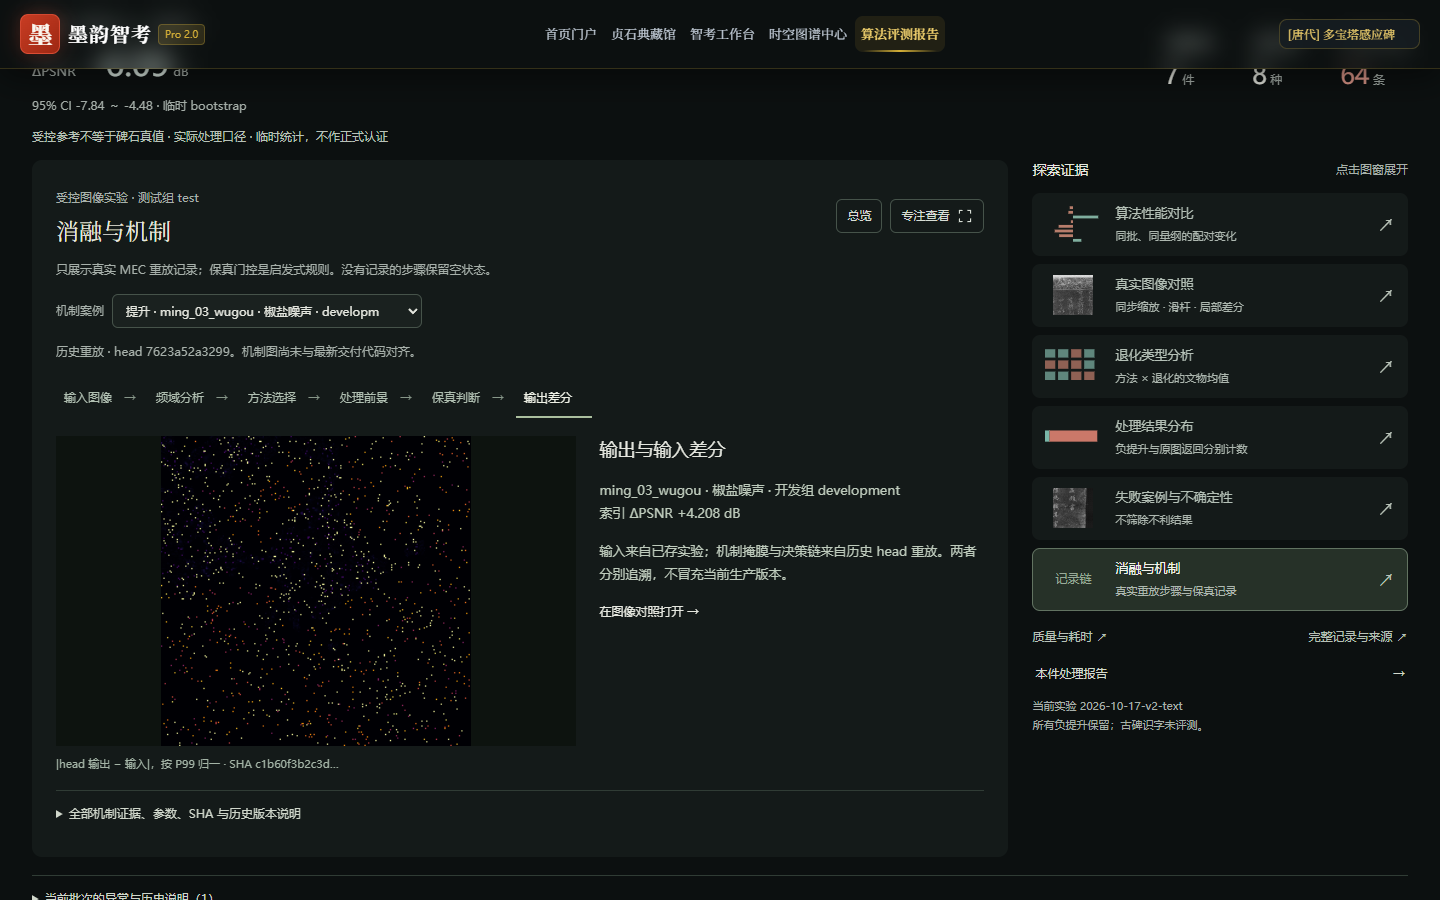 墨 墨韵智考 Pro 2.0
首页门户 贞石典藏馆 智考工作台 时空图谱中心 算法评测报告
[唐代] 多宝塔感应碑
ΔPSNR dB
7 件 8 种 64 条
95% CI -7.84 ~ -4.48 · 临时 bootstrap
受控参考不等于碑石真值 · 实际处理口径 · 临时统计，不作正式认证
受控图像实验 · 测试组 test
消融与机制
总览 专注查看
只展示真实 MEC 重放记录；保真门控是启发式规则。没有记录的步骤保留空状态。
机制案例 提升 · ming_03_wugou · 椒盐噪声 · developm
历史重放 · head 7623a52a3299。机制图尚未与最新交付代码对齐。
输入图像 → 频域分析 → 方法选择 → 处理前景 → 保真判断 → 输出差分
输出与输入差分
ming_03_wugou · 椒盐噪声 · 开发组 development
索引 ΔPSNR +4.208 dB
输入来自已存实验；机制掩膜与决策链来自历史 head 重放。两者
分别追溯，不冒充当前生产版本。
在图像对照打开 →
|head 输出 − 输入|，按 P99 归一 · SHA c1b60f3b2c3d...
▶ 全部机制证据、参数、SHA 与历史版本说明
探索证据 点击图窗展开
算法性能对比 ↗
同批、同量纲的配对变化
真实图像对照 ↗
同步缩放 · 滑杆 · 局部差分
退化类型分析 ↗
方法 × 退化的文物均值
处理结果分布 ↗
负提升与原图返回分别计数
失败案例与不确定性 ↗
不筛除不利结果
记录链 消融与机制 ↗
真实重放步骤与保真记录
质量与耗时 ↗ 完整记录与来源 ↗
本件处理报告 →
当前实验 2026-10-17-v2-text
所有负提升保留；古碑识字未评测。
▶ 当前批次的异常与历史说明（1）